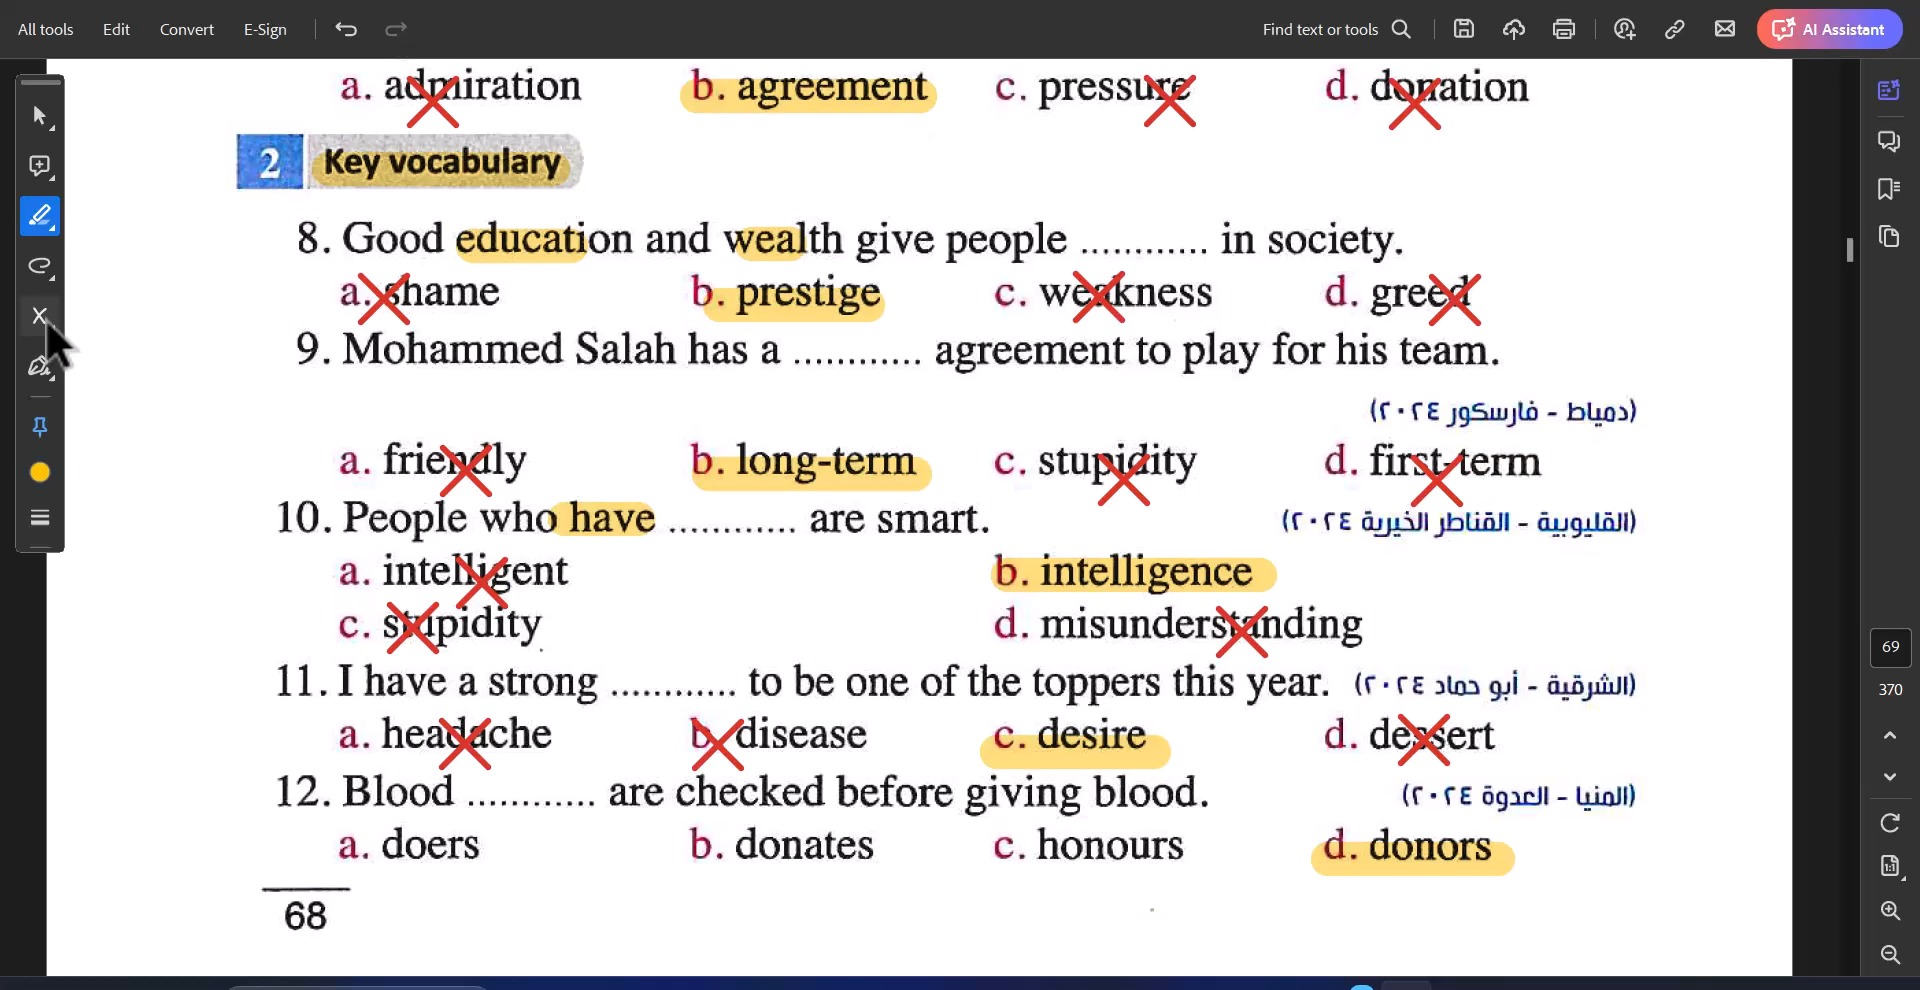 All tools Edit Convert E-Sign Find text or tools AI Assistant
a. admiration b. agreement c. pressure d. donation
2 Key vocabulary
8. Good education and wealth give people ............ in society.
a. shame b. prestige c. weakness d. greed
9. Mohammed Salah has a ............ agreement to play for his team.
(دمياط - فارسكور ٢٠٢٤)
a. friendly b. long-term c. stupidity d. first-term
10. People who have ............ are smart. (القليوبية - القناطر الخيرية ٢٠٢٤)
a. intelligent b. intelligence
c. stupidity d. misunderstanding
11. I have a strong ............ to be one of the toppers this year. (الشرقية - أبو حماد ٢٠٢٤)
a. headache b. disease c. desire d. dessert
12. Blood ............ are checked before giving blood. (المنيا - العدوة ٢٠٢٤)
a. doers b. donates c. honours d. donors
68
69
370